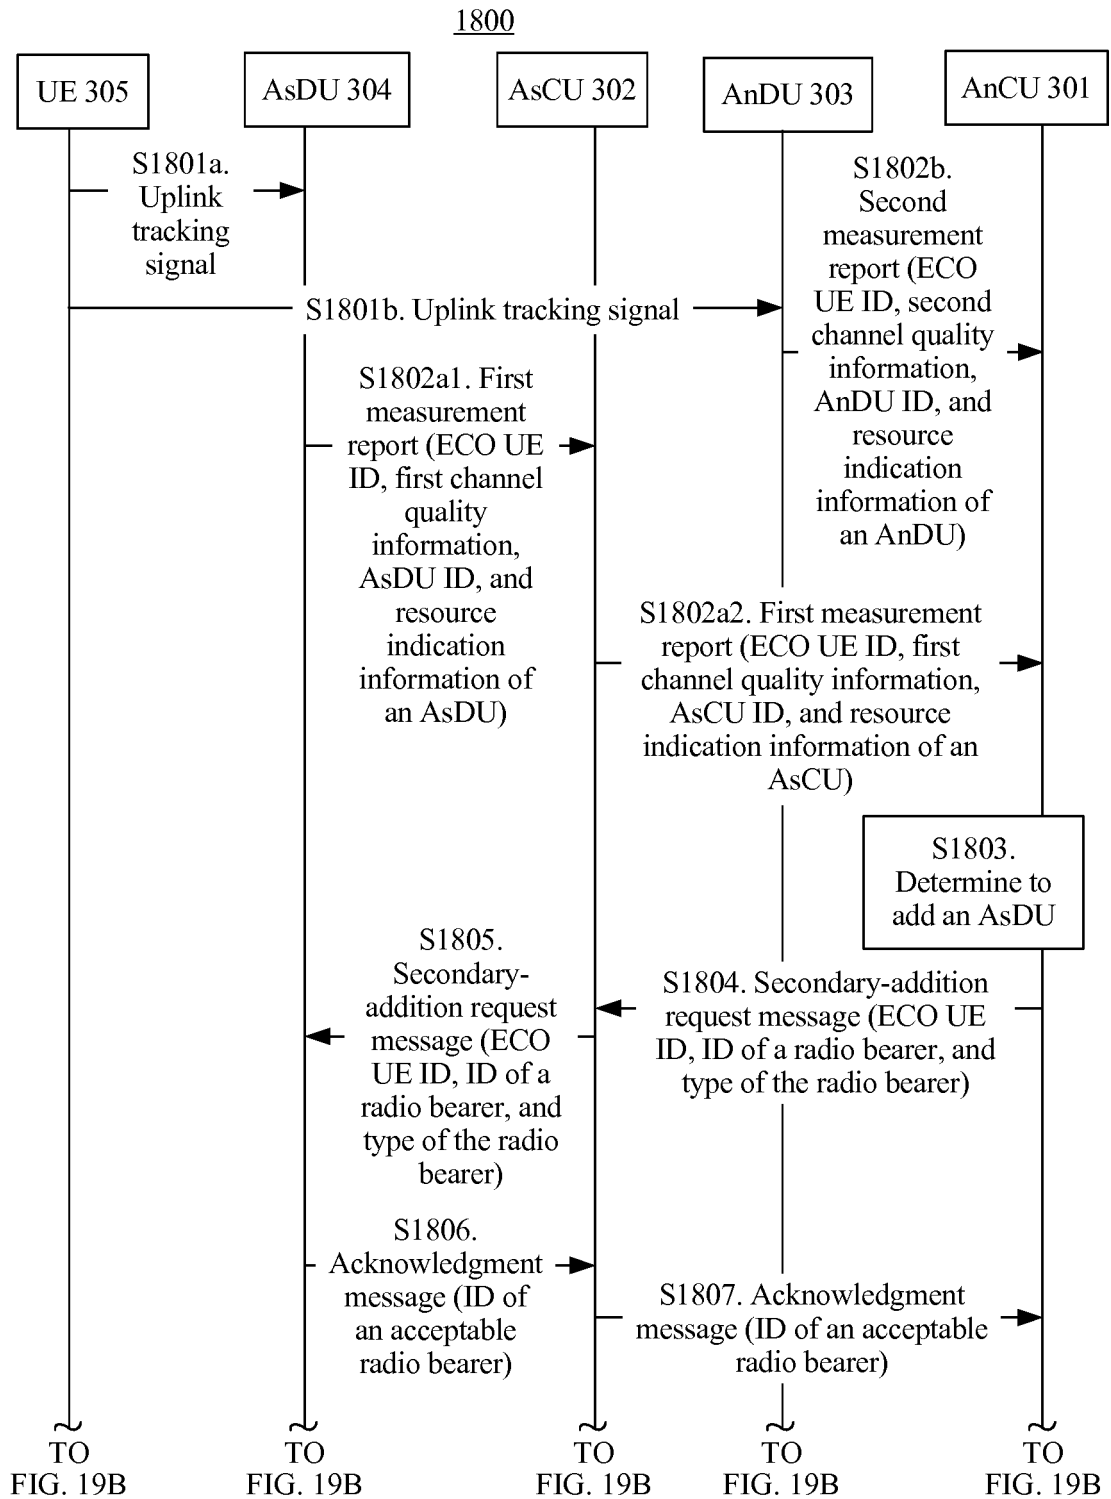 1800
UE 305
AsDU 304
AsCU 302
AnDU 303
AnCU 301
S1801a.
Uplink
tracking
signal
S1802b.
Second
measurement
report (ECO
UE ID, second
channel quality
information,
AnDU ID, and
resource
indication
information of
an AnDU)
S1801b. Uplink tracking signal
S1802a1. First
measurement
report (ECO UE
ID, first channel
quality
information,
AsDU ID, and
resource
indication
information of
an AsDU)
S1802a2. First measurement
report (ECO UE ID, first
channel quality information,
AsCU ID, and resource
indication information of an
AsCU)
S1803.
Determine to
add an AsDU
S1804. Secondary-addition
request message (ECO UE
ID, ID of a radio bearer, and
type of the radio bearer)
S1805.
Secondary-
addition request
message (ECO
UE ID, ID of a
radio bearer, and
type of the radio
bearer)
S1806.
Acknowledgment
message (ID of
an acceptable
radio bearer)
S1807. Acknowledgment
message (ID of an acceptable
radio bearer)
TO
FIG. 19B
TO
FIG. 19B
TO
FIG. 19B
TO
FIG. 19B
TO
FIG. 19B